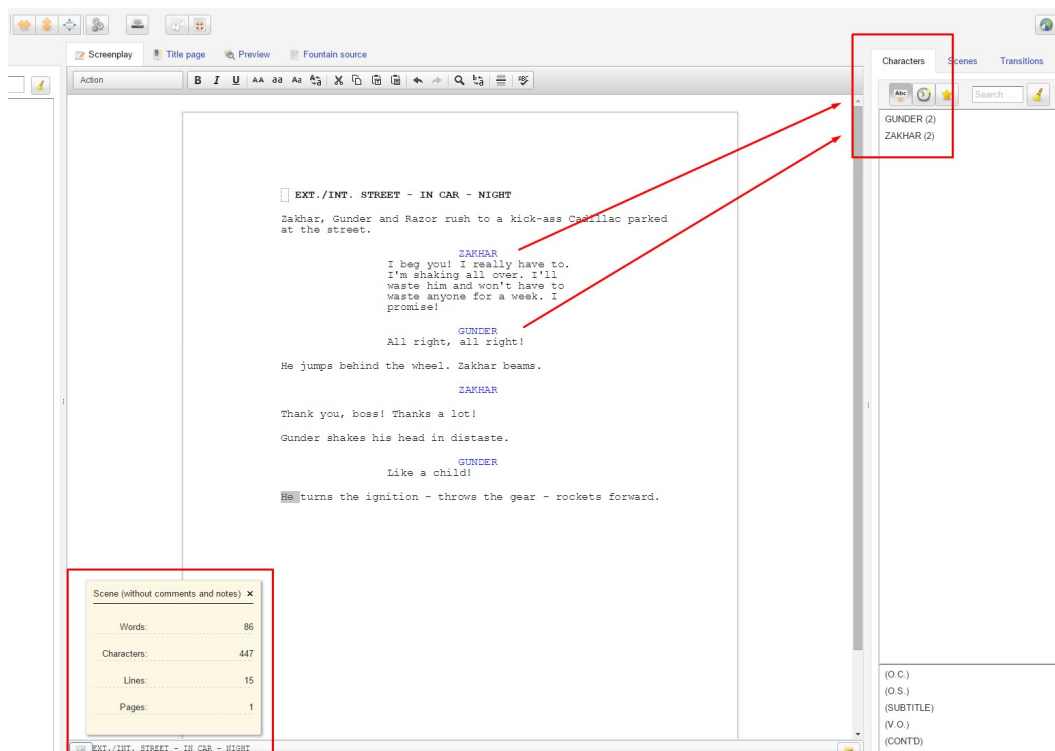 Screenplay Title page Preview Fountain source
Characters Scenes Transitions
Action B I U AA aa Aa
Abc Search ...
GUNDER (2)
ZAKHAR (2)
EXT./INT. STREET - IN CAR - NIGHT
Zakhar, Gunder and Razor rush to a kick-ass Cadillac parked
at the street.
ZAKHAR
I beg you! I really have to.
I'm shaking all over. I'll
waste him and won't have to
waste anyone for a week. I
promise!
GUNDER
All right, all right!
He jumps behind the wheel. Zakhar beams.
ZAKHAR
Thank you, boss! Thanks a lot!
Gunder shakes his head in distaste.
GUNDER
Like a child!
He turns the ignition - throws the gear - rockets forward.
Scene (without comments and notes) ×
Words: 86
Characters: 447
Lines: 15
Pages: 1
(O.C.)
(O.S.)
(SUBTITLE)
(V.O.)
(CONT'D)
EXT./INT. STREET - IN CAR - NIGHT